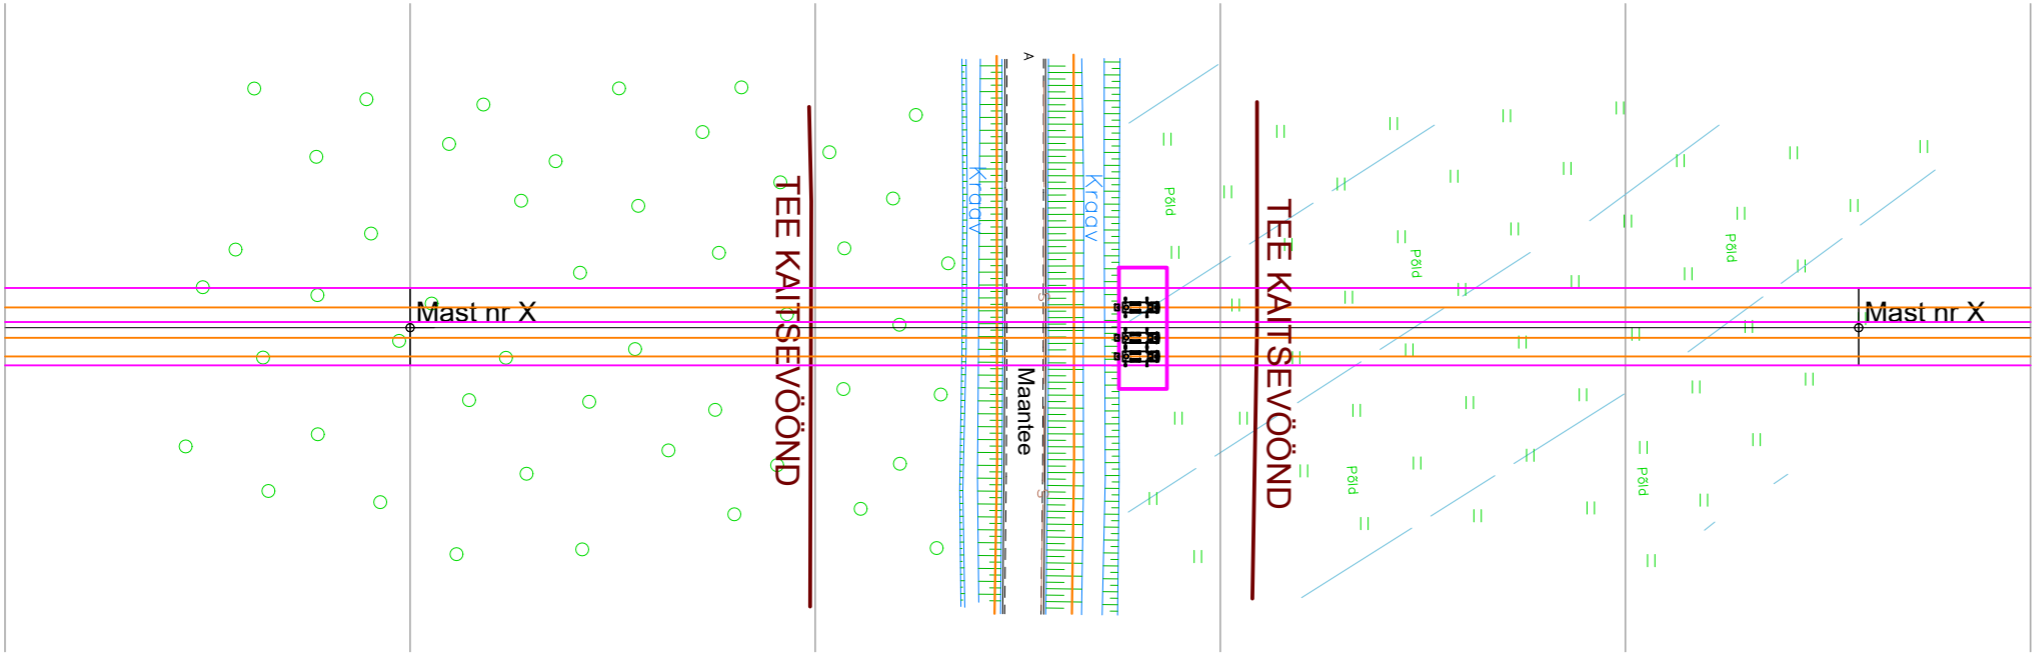 A
Kraav
Kraav
TEE KAITSEVÖÖND
TEE KAITSEVÖÖND
Põld
Põld
Põld
Mast nr X
Mast nr X
Maantee
Põld
Põld